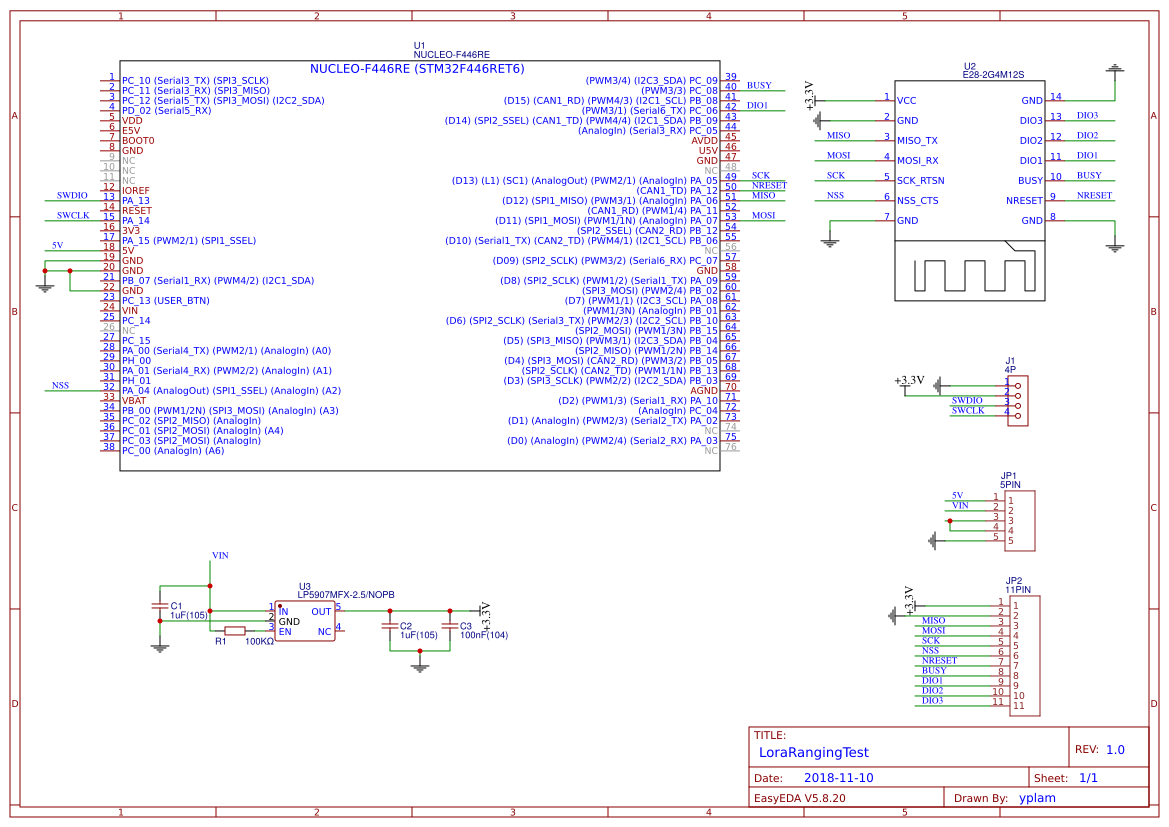 1 2 3 4 5
U1
NUCLEO-F446RE
NUCLEO-F446RE (STM32F446RET6)
1 PC_10 (Serial3_TX) (SPI3_SCLK)
2 PC_11 (Serial3_RX) (SPI3_MISO)
3 PC_12 (Serial5_TX) (SPI3_MOSI) (I2C2_SDA)
4 PD_02 (Serial5_RX)
5 VDD
6 E5V
7 BOOT0
8 GND
9 NC
10 NC
11 NC
12 IOREF
SWDIO 13 PA_13
14 RESET
SWCLK 15 PA_14
16 3V3
17 PA_15 (PWM2/1) (SPI1_SSEL)
5V 18 5V
19 GND
20 GND
21 PB_07 (Serial1_RX) (PWM4/2) (I2C1_SDA)
22 GND
23 PC_13 (USER_BTN)
24 VIN
25 PC_14
26 NC
27 PC_15
28 PA_00 (Serial4_TX) (PWM2/1) (AnalogIn) (A0)
29 PH_00
30 PA_01 (Serial4_RX) (PWM2/2) (AnalogIn) (A1)
31 PH_01
NSS 32 PA_04 (AnalogOut) (SPI1_SSEL) (A2)
33 VBAT
34 PB_00 (PWM1/2N) (SPI3_MOSI) (AnalogIn) (A3)
35 PC_02 (SPI2_MISO) (AnalogIn)
36 PC_01 (SPI2_MOSI) (AnalogIn) (A4)
37 PC_03 (SPI2_MOSI) (AnalogIn)
38 PC_00 (AnalogIn) (A6)
(PWM3/4) (I2C3_SDA) PC_09 39
(PWM3/3) PC_08 40 BUSY
(D15) (CAN1_RD) (PWM4/3) (I2C1_SCL) PB_08 41
(PWM3/1) (Serial6_TX) PC_06 42 DIO1
(D14) (SPI2_SSEL) (CAN1_TD) (PWM4/4) (I2C1_SDA) PB_09 43
(AnalogIn) (Serial3_RX) PC_05 44
AVDD 45
U5V 46
GND 47
NC 48
(D13) (L1) (SC1) (AnalogOut) (PWM2/1) (AnalogIn) PA_05 49 SCK
(CAN1_TD) PA_12 50 NRESET
(D12) (SPI1_MISO) (PWM3/1) (AnalogIn) PA_06 51 MISO
(CAN1_RD) (PWM1/4) PA_11 52
(D11) (SPI1_MOSI) (PWM1/1N) (AnalogIn) PA_07 53 MOSI
(SPI2_SSEL) (CAN2_RD) PB_12 54
(D10) (Serial1_TX) (CAN2_TD) (PWM4/1) (I2C1_SCL) PB_06 55
NC 56
(D09) (PWM3/2) (Serial6_RX) PC_07 57
GND 58
(D8) (SPI2_SCLK) (PWM1/2) (Serial1_TX) PA_09 59
(SPI3_MOSI) (PWM2/4) PB_02 60
(D7) (PWM1/1) (I2C3_SCL) PA_08 61
(PWM1/3N) (AnalogIn) PB_01 62
(D6) (SPI2_SCLK) (Serial3_TX) (PWM2/3) (I2C2_SCL) PB_10 63
(SPI2_MOSI) (PWM1/3N) PB_15 64
(D5) (SPI3_MISO) (PWM3/1) (I2C3_SDA) PB_04 65
(SPI2_MISO) (PWM1/2N) PB_14 66
(D4) (SPI3_MOSI) (CAN2_RD) (PWM3/2) PB_05 67
(SPI2_SCLK) (CAN2_TD) (PWM1/1N) PB_13 68
(D3) (SPI3_SCLK) (PWM2/2) (I2C2_SDA) PB_03 69
AGND 70
(D2) (PWM1/3) (Serial1_RX) PA_10 71
(AnalogIn) PC_04 72
(D1) (AnalogIn) (PWM2/3) (Serial2_TX) PA_02 73
NC 74
(D0) (AnalogIn) (PWM2/4) (Serial2_RX) PA_03 75
NC 76
U2
E28-2G4M12S
+3.3V 1 VCC GND 14
2 GND DIO3 13 DIO3
MISO 3 MISO_TX DIO2 12 DIO2
MOSI 4 MOSI_RX DIO1 11 DIO1
SCK 5 SCK_RTSN BUSY 10 BUSY
NSS 6 NSS_CTS NRESET 9 NRESET
7 GND GND 8
J1
4P
+3.3V
1
2
SWDIO 3
SWCLK 4
JP1
5PIN
5V 1 1
VIN 2 2
3 3
4 4
5 5
JP2
11PIN
+3.3V 1 1
2 2
MISO 3 3
MOSI 4 4
SCK 5 5
NSS 6 6
NRESET 7 7
BUSY 8 8
DIO1 9 9
DIO2 10 10
DIO3 11 11
VIN
U3
LP5907MFX-2.5/NOPB
C1
1uF(105)
R1 100KΩ
1 IN OUT 5
2 GND
3 EN NC 4
C2
1uF(105)
C3
100nF(104)
+3.3V
A A
B B
C C
D D
TITLE:
LoraRangingTest
REV: 1.0
Date: 2018-11-10
Sheet: 1/1
EasyEDA V5.8.20
Drawn By: yplam
1 2 3 4 5